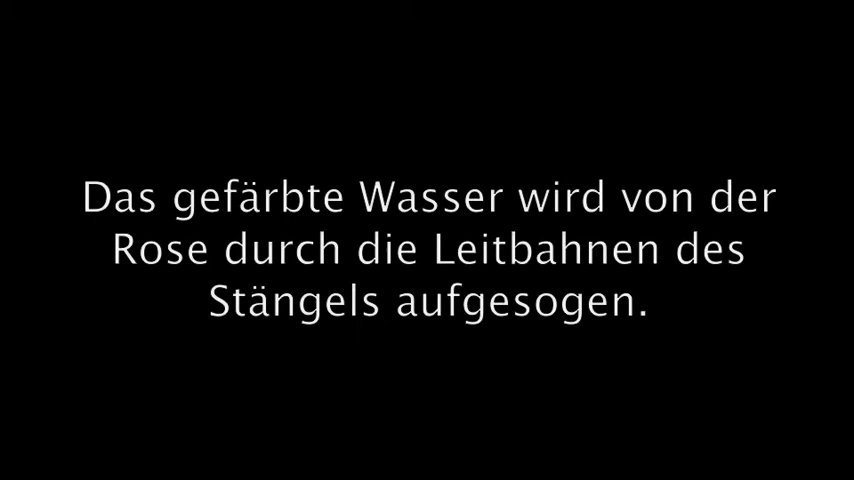 Das gefärbte Wasser wird von der
Rose durch die Leitbahnen des
Stängels aufgesogen.